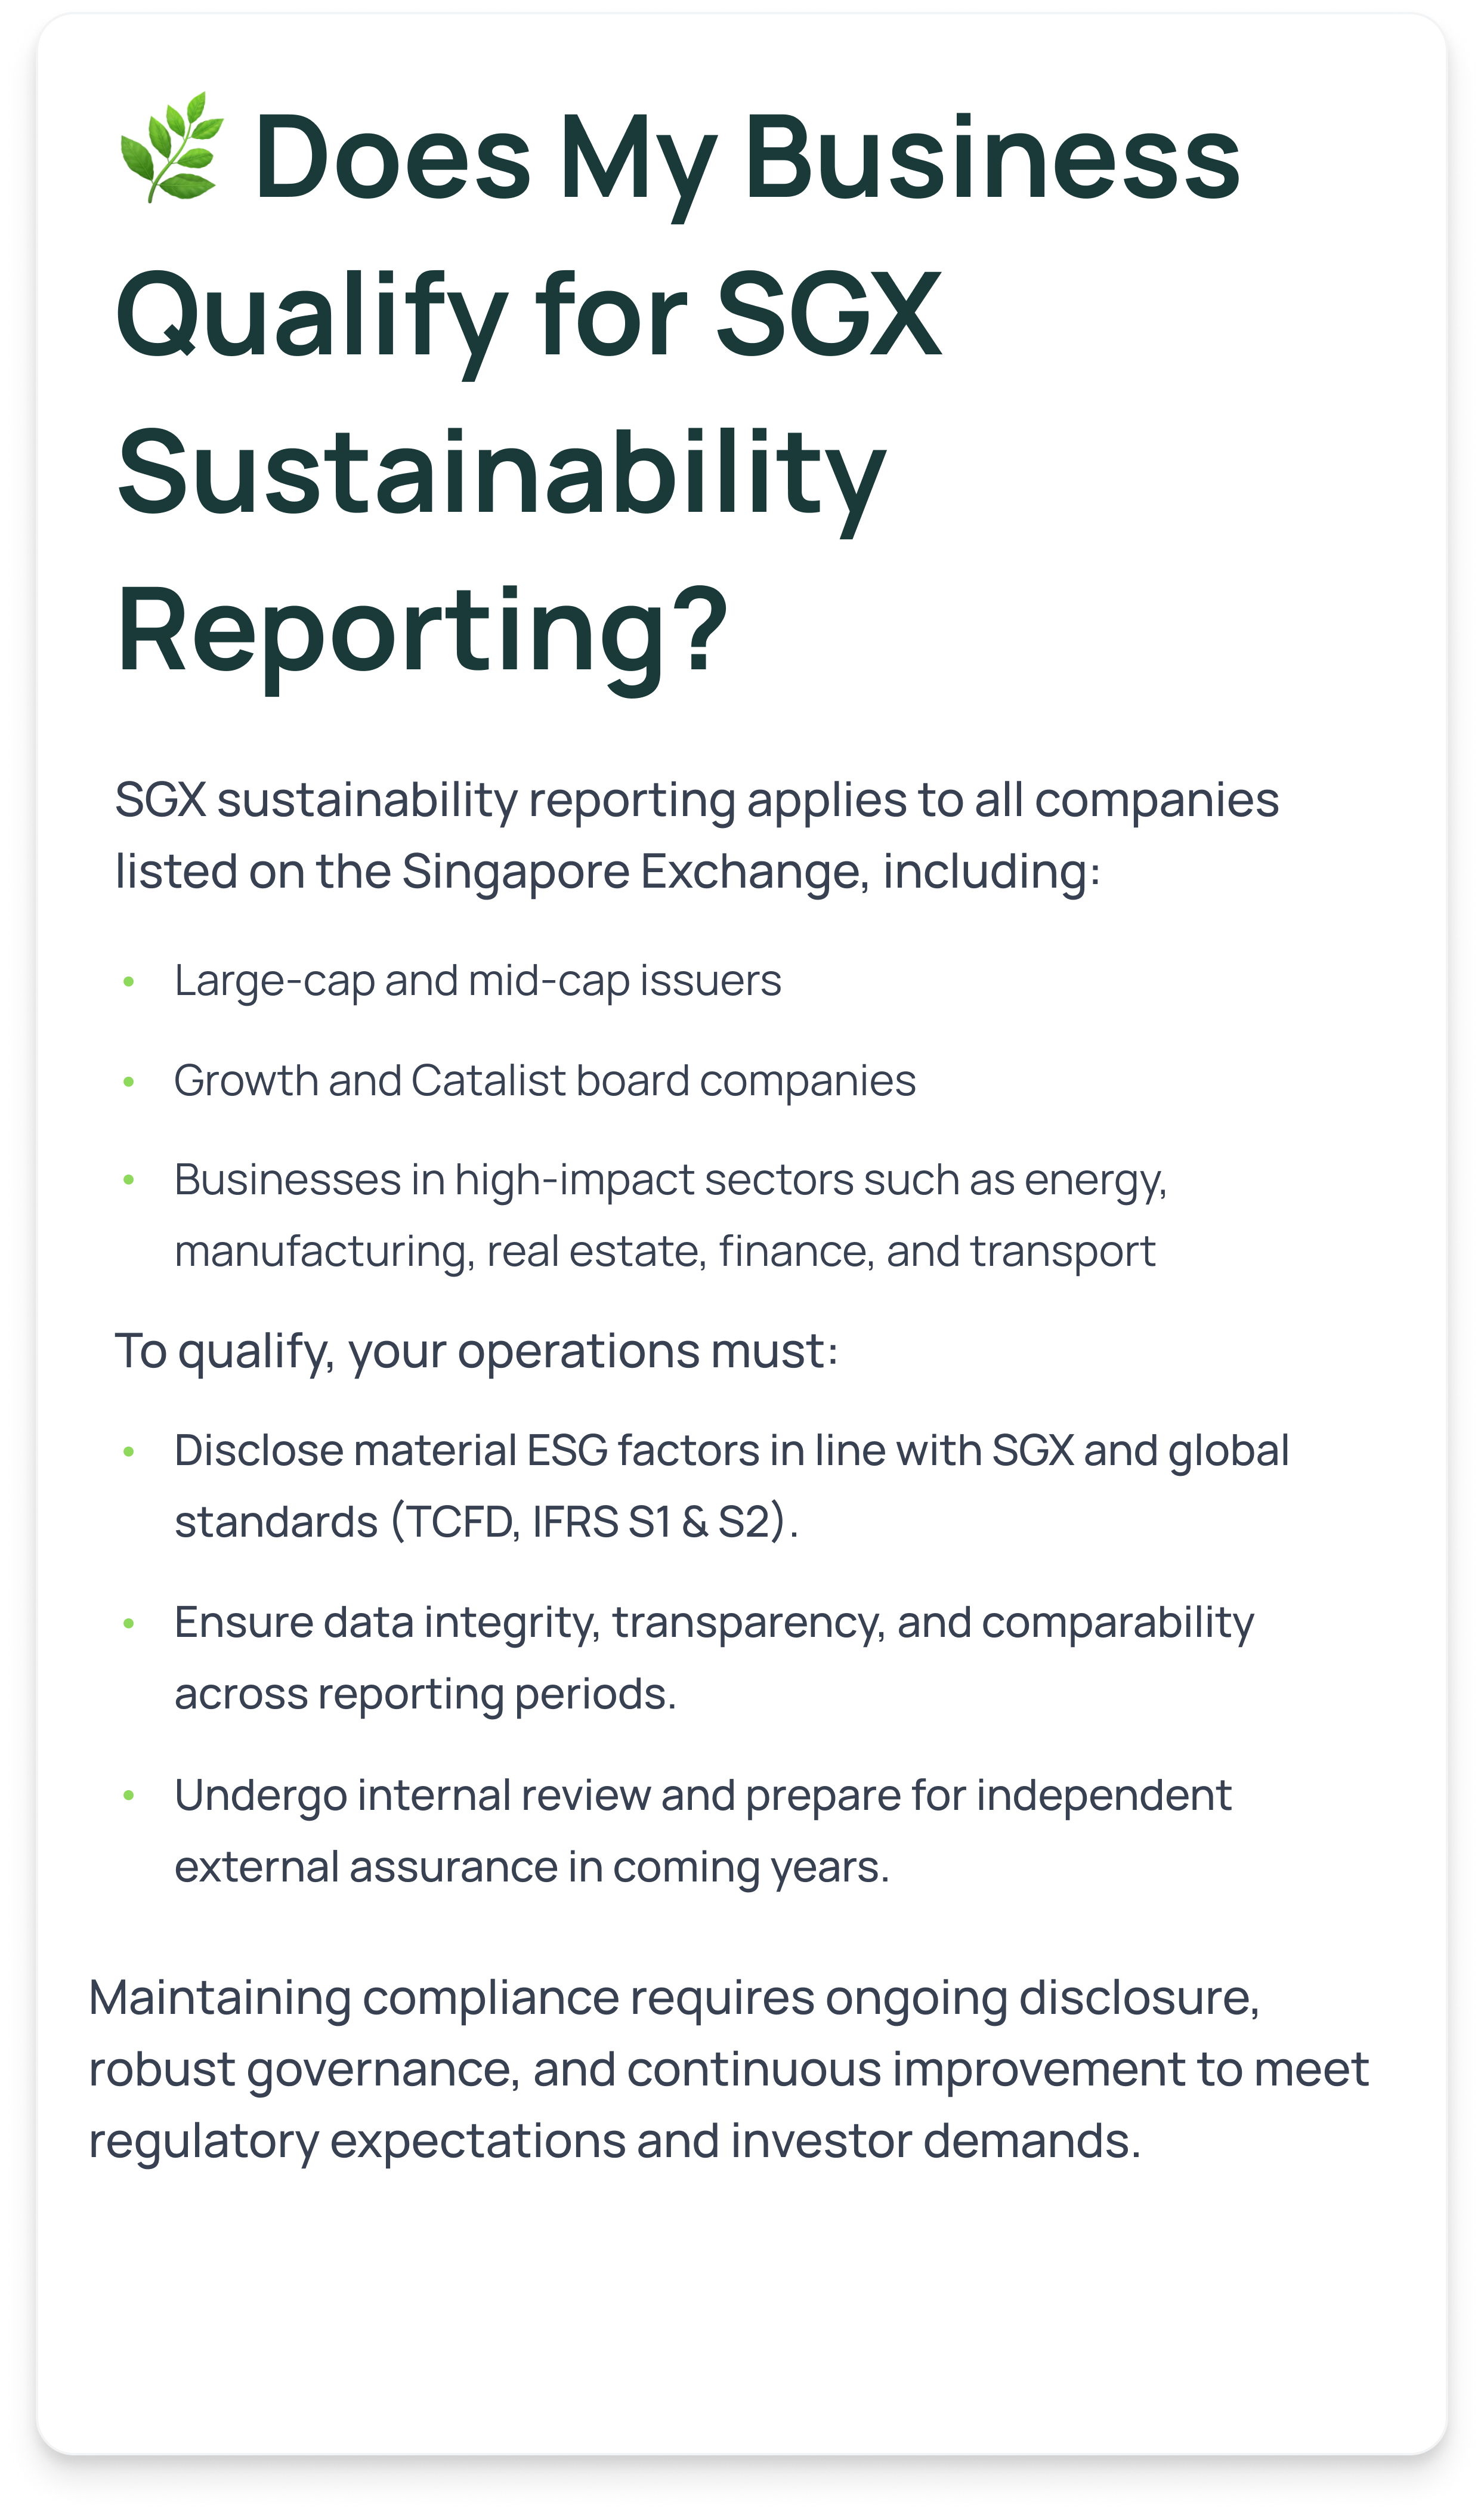 🌿 Does My Business
Qualify for SGX
Sustainability
Reporting?
SGX sustainability reporting applies to all companies
listed on the Singapore Exchange, including:
• Large-cap and mid-cap issuers
• Growth and Catalist board companies
• Businesses in high-impact sectors such as energy,
manufacturing, real estate, finance, and transport
To qualify, your operations must:
• Disclose material ESG factors in line with SGX and global
standards (TCFD, IFRS S1 & S2).
• Ensure data integrity, transparency, and comparability
across reporting periods.
• Undergo internal review and prepare for independent
external assurance in coming years.
Maintaining compliance requires ongoing disclosure,
robust governance, and continuous improvement to meet
regulatory expectations and investor demands.